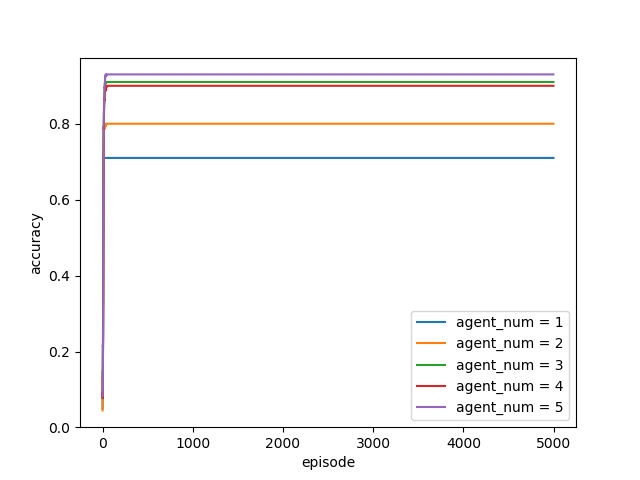 accuracy
0.8
0.6
0.4
0.2
0.0
0
1000
2000
3000
4000
5000
episode
agent_num = 1
agent_num = 2
agent_num = 3
agent_num = 4
agent_num = 5